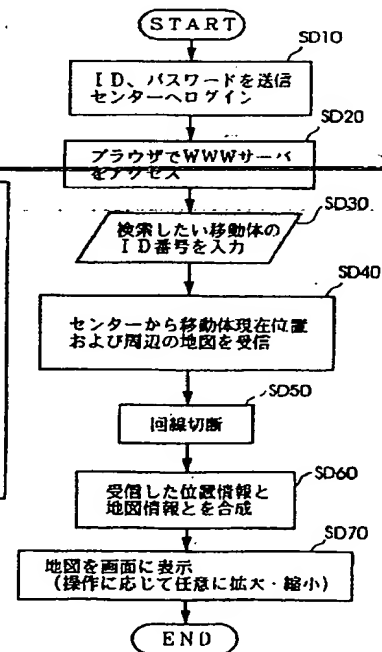 START
SD10
ID、パスワードを送信
センターへログイン
SD20
ブラウザでWWWサーバ
をアクセス
SD30
検索したい移動体の
ID番号を入力
SD40
センターから移動体現在位置
および周辺の地図を受信
SD50
回線切断
SD60
受信した位置情報と
地図情報とを合成
SD70
地図を画面に表示
(操作に応じて任意に拡大・縮小)
END